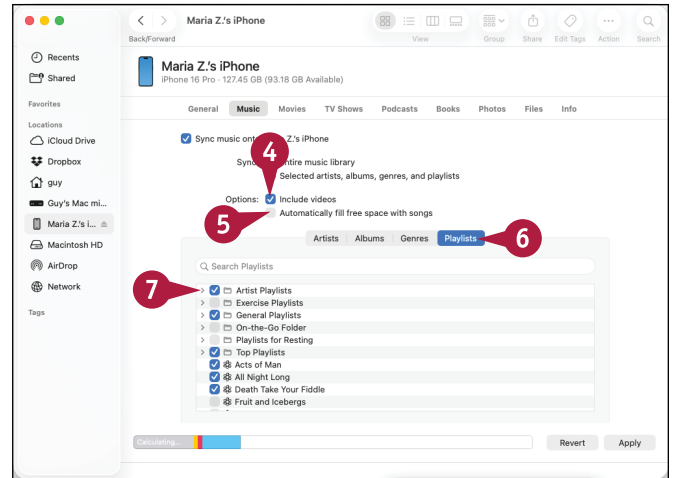 Maria Z.'s iPhone
Back/Forward
View
Group
Share
Edit Tags
Action
Search
Recents
Shared
Favorites
Locations
iCloud Drive
Dropbox
guy
Guy's Mac mi...
Maria Z.'s i...
Macintosh HD
AirDrop
Network
Tags
Maria Z.'s iPhone
iPhone 16 Pro · 127.45 GB (93.18 GB Available)
General Music Movies TV Shows Podcasts Books Photos Files Info
Sync music onto Z.'s iPhone
4
Sync ntire music library
Selected artists, albums, genres, and playlists
Options: Include videos
5
Automatically fill free space with songs
Artists Albums Genres Playlists
6
Search Playlists
7
Artist Playlists
Exercise Playlists
General Playlists
On-the-Go Folder
Playlists for Resting
Top Playlists
Acts of Man
All Night Long
Death Take Your Fiddle
Fruit and Icebergs
Calculating...
Revert Apply